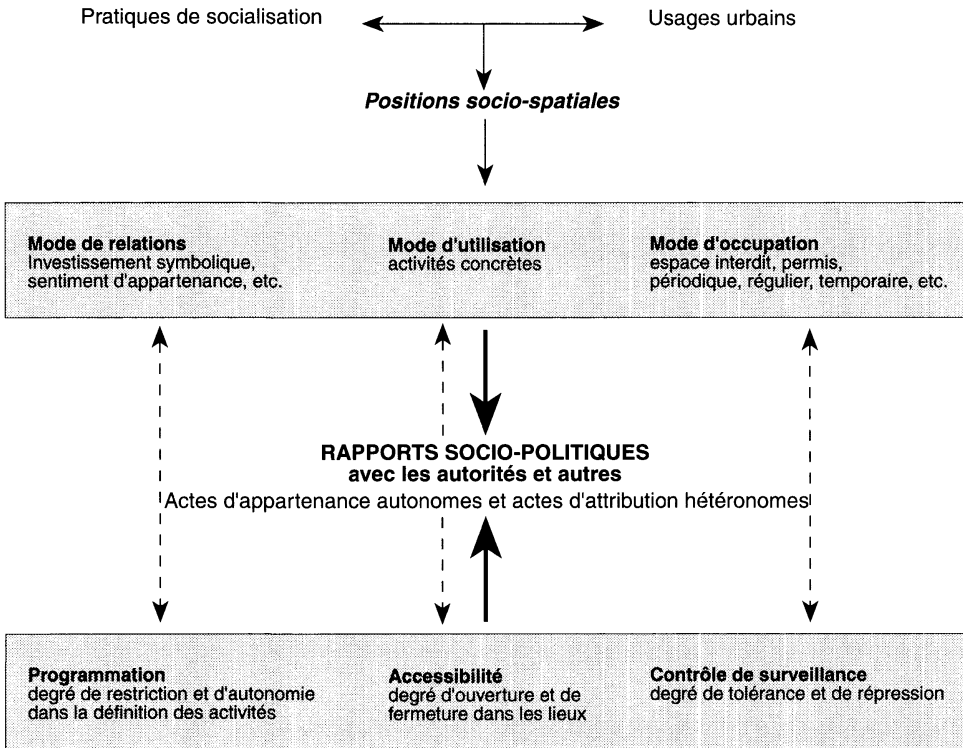 Pratiques de socialisation
Usages urbains
Positions socio-spatiales
Mode de relations
Investissement symbolique,
sentiment d'appartenance, etc.
Mode d'utilisation
activités concrètes
Mode d'occupation
espace interdit, permis,
périodique, régulier, temporaire, etc.
RAPPORTS SOCIO-POLITIQUES
avec les autorités et autres
Actes d'appartenance autonomes et actes d'attribution hétéronomes
Programmation
degré de restriction et d'autonomie
dans la définition des activités
Accessibilité
degré d'ouverture et de
fermeture dans les lieux
Contrôle de surveillance
degré de tolérance et de répression